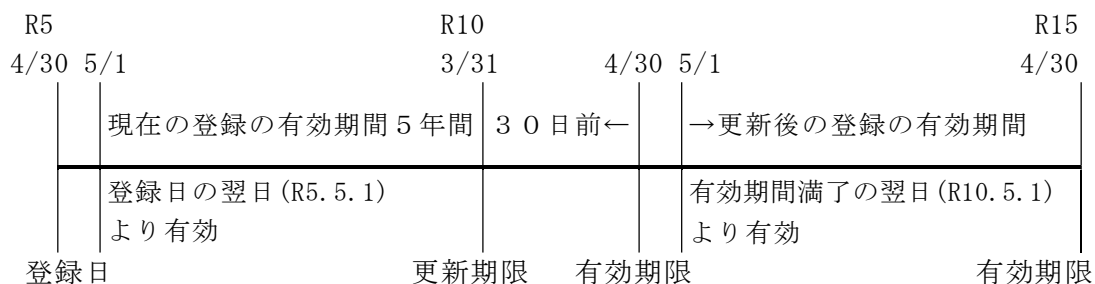 R5 R10 R15
4/30 5/1 3/31 4/30 5/1 4/30
現在の登録の有効期間５年間 ３０日前← →更新後の登録の有効期間
登録日の翌日(R5.5.1) 有効期間満了の翌日(R10.5.1)
より有効 より有効
登録日 更新期限 有効期限 有効期限